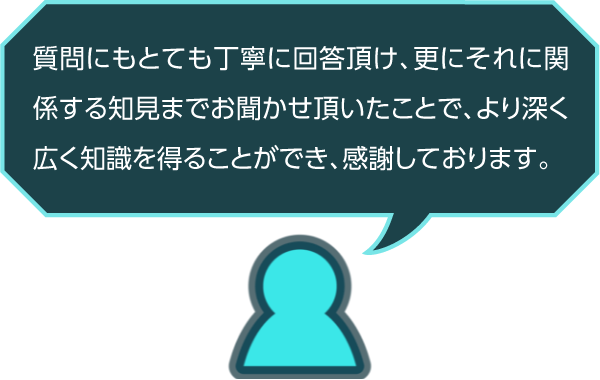 質問にもとても丁寧に回答頂け、更にそれに関
係する知見までお聞かせ頂いたことで、より深く
広く知識を得ることができ、感謝しております。